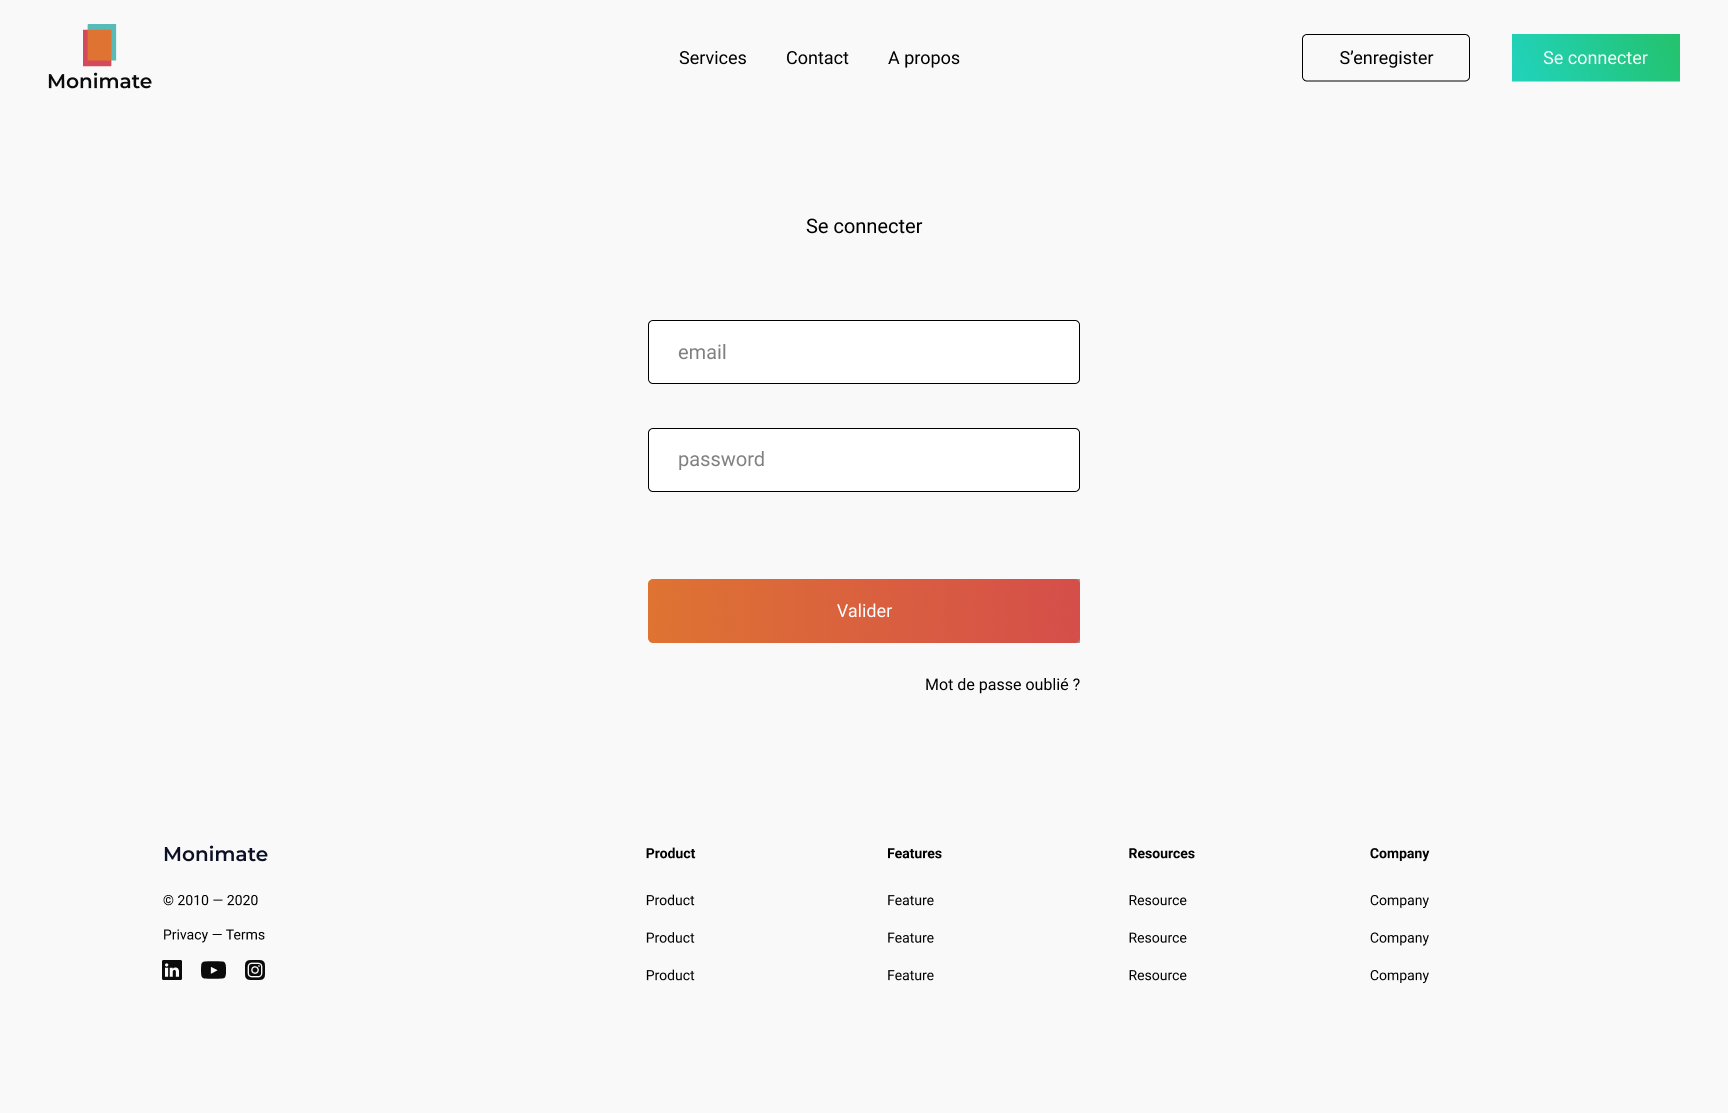 Monimate
Services
Contact
A propos
S’enregister
Se connecter
Se connecter
email
password
Valider
Mot de passe oublié ?
Monimate
© 2010 — 2020
Privacy — Terms
Product
Product
Product
Product
Features
Feature
Feature
Feature
Resources
Resource
Resource
Resource
Company
Company
Company
Company